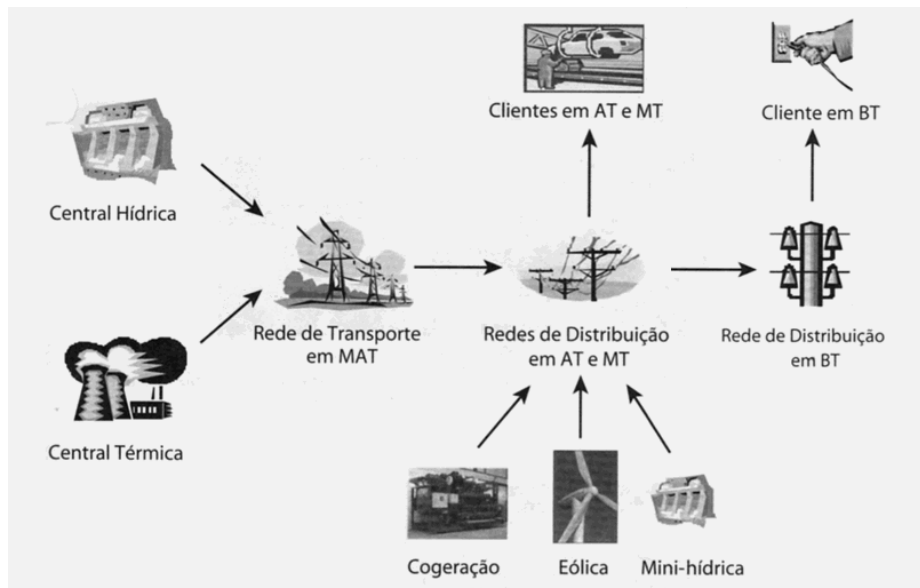 Clientes em AT e MT
Cliente em BT
Central Hídrica
Rede de Transporte
em MAT
Redes de Distribuição
em AT e MT
Rede de Distribuição
em BT
Central Térmica
Cogeração
Eólica
Mini-hídrica